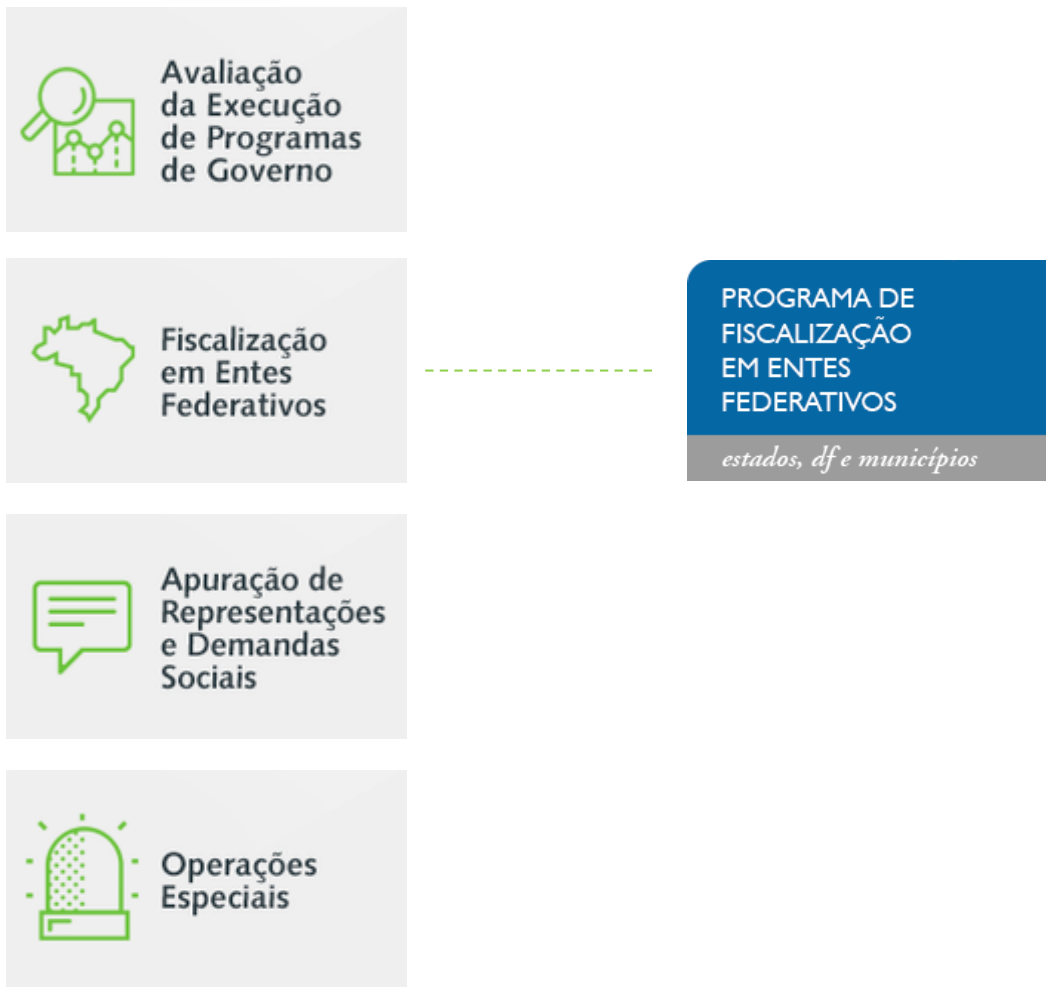 Avaliação
da Execução
de Programas
de Governo
Fiscalização
em Entes
Federativos
PROGRAMA DE
FISCALIZAÇÃO
EM ENTES
FEDERATIVOS
estados, df e municípios
Apuração de
Representações
e Demandas
Sociais
Operações
Especiais